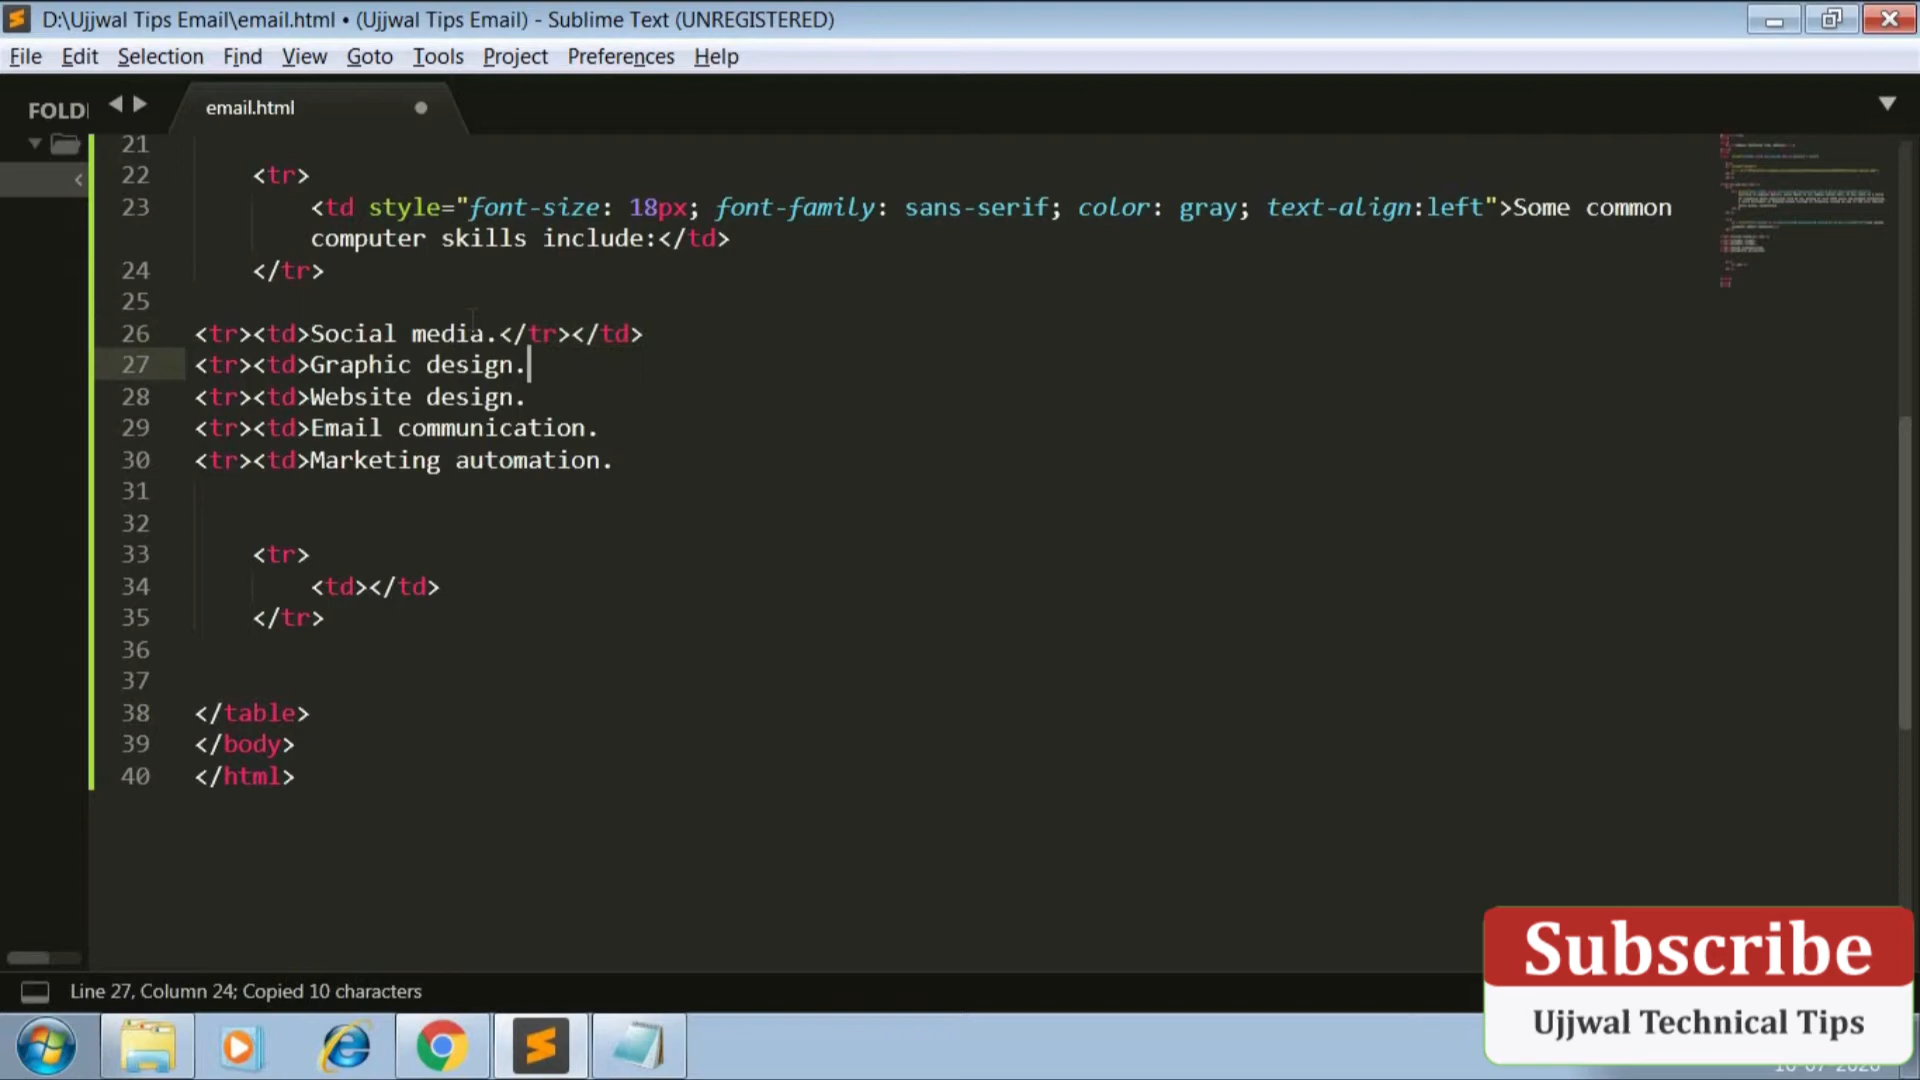 D:\Ujjwal Tips Email\email.html • (Ujjwal Tips Email) - Sublime Text (UNREGISTERED)
File Edit Selection Find View Goto Tools Project Preferences Help
FOLD
email.html
21
22 <tr>
23 <td style="font-size: 18px; font-family: sans-serif; color: gray; text-align:left">Some common
computer skills include:</td>
24 </tr>
25
26 <tr><td>Social media.</tr></td>
27 <tr><td>Graphic design.
28 <tr><td>Website design.
29 <tr><td>Email communication.
30 <tr><td>Marketing automation.
31
32
33 <tr>
34 <td></td>
35 </tr>
36
37
38 </table>
39 </body>
40 </html>
Line 27, Column 24; Copied 10 characters
Subscribe
Ujjwal Technical Tips